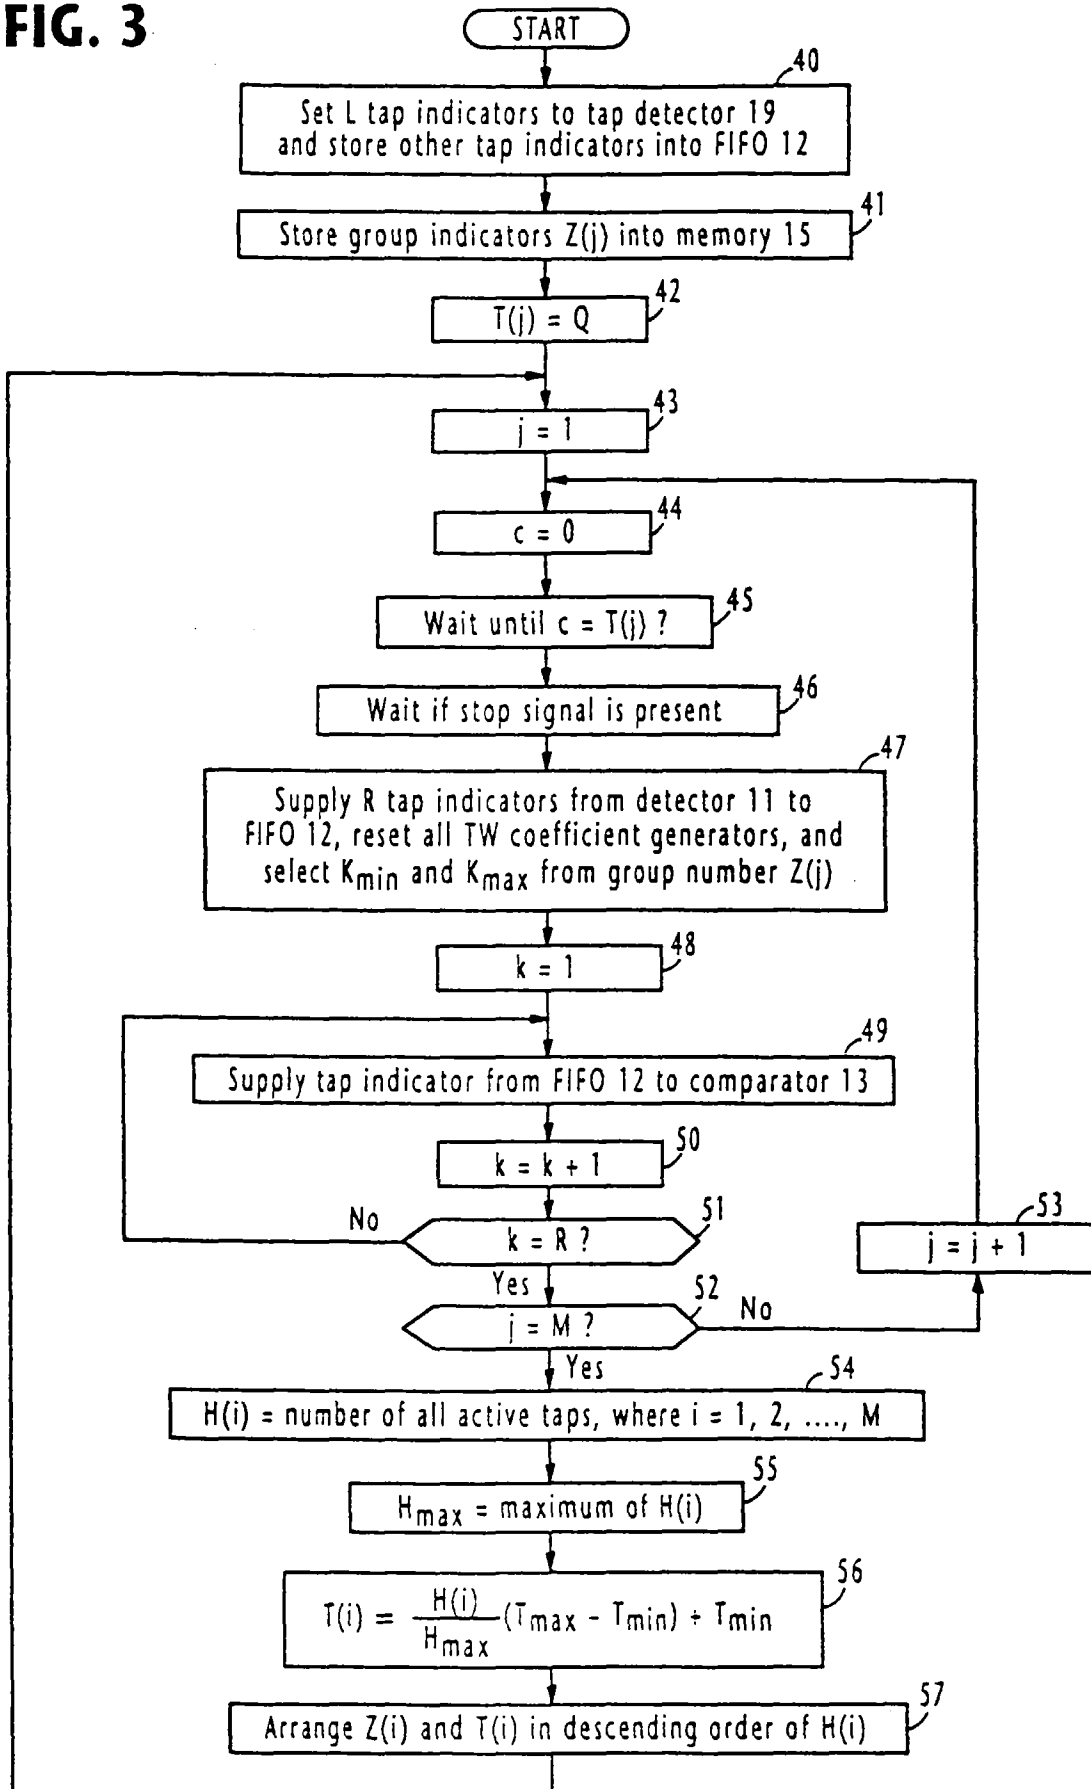 FIG. 3
START
40
Set L tap indicators to tap detector 19
and store other tap indicators into FIFO 12
41
Store group indicators Z(j) into memory 15
42
T(j) = Q
43
j = 1
44
c = 0
45
Wait until c = T(j) ?
46
Wait if stop signal is present
47
Supply R tap indicators from detector 11 to
FIFO 12, reset all TW coefficient generators, and
select Kmin and Kmax from group number Z(j)
48
k = 1
49
Supply tap indicator from FIFO 12 to comparator 13
50
k = k + 1
51
No
k = R ?
53
j = j + 1
Yes
52
j = M ?
No
Yes
54
H(i) = number of all active taps, where i = 1, 2, ...., M
55
Hmax = maximum of H(i)
56
T(i) = H(i)/Hmax (Tmax - Tmin) + Tmin
57
Arrange Z(i) and T(i) in descending order of H(i)